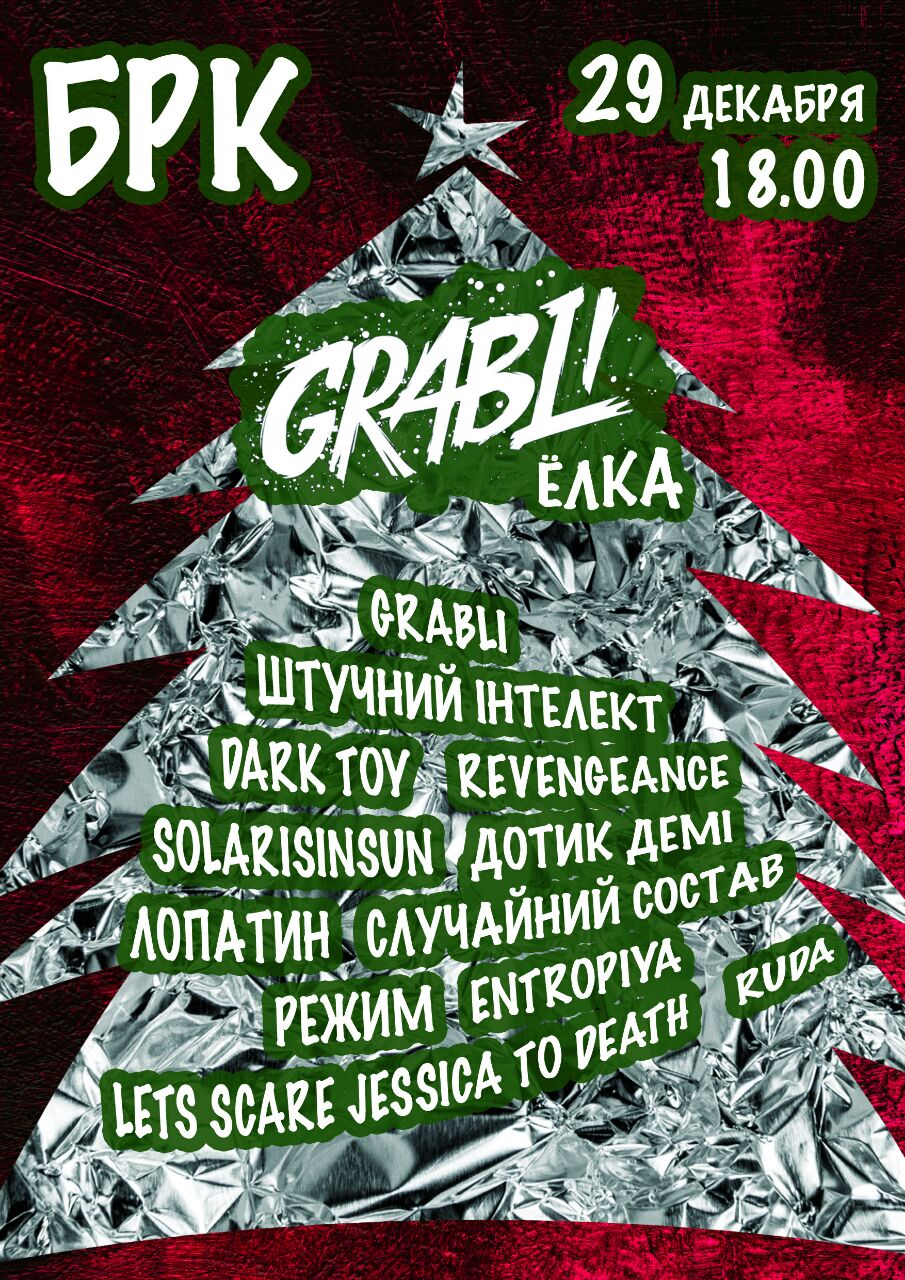 БРК
29 ДЕКАБРЯ
18.00
GRABLI
ЁЛКА
GRABLI
ШТУЧНИЙ ІНТЕЛЕКТ
DARK TOY REVENGEANCE
SOLARISINSUN ДОТИК ДЕМІ
ЛОПАТИН СЛУЧАЙНИЙ СОСТАВ
РЕЖИМ ENTROPIYA RUDA
LETS SCARE JESSICA TO DEATH